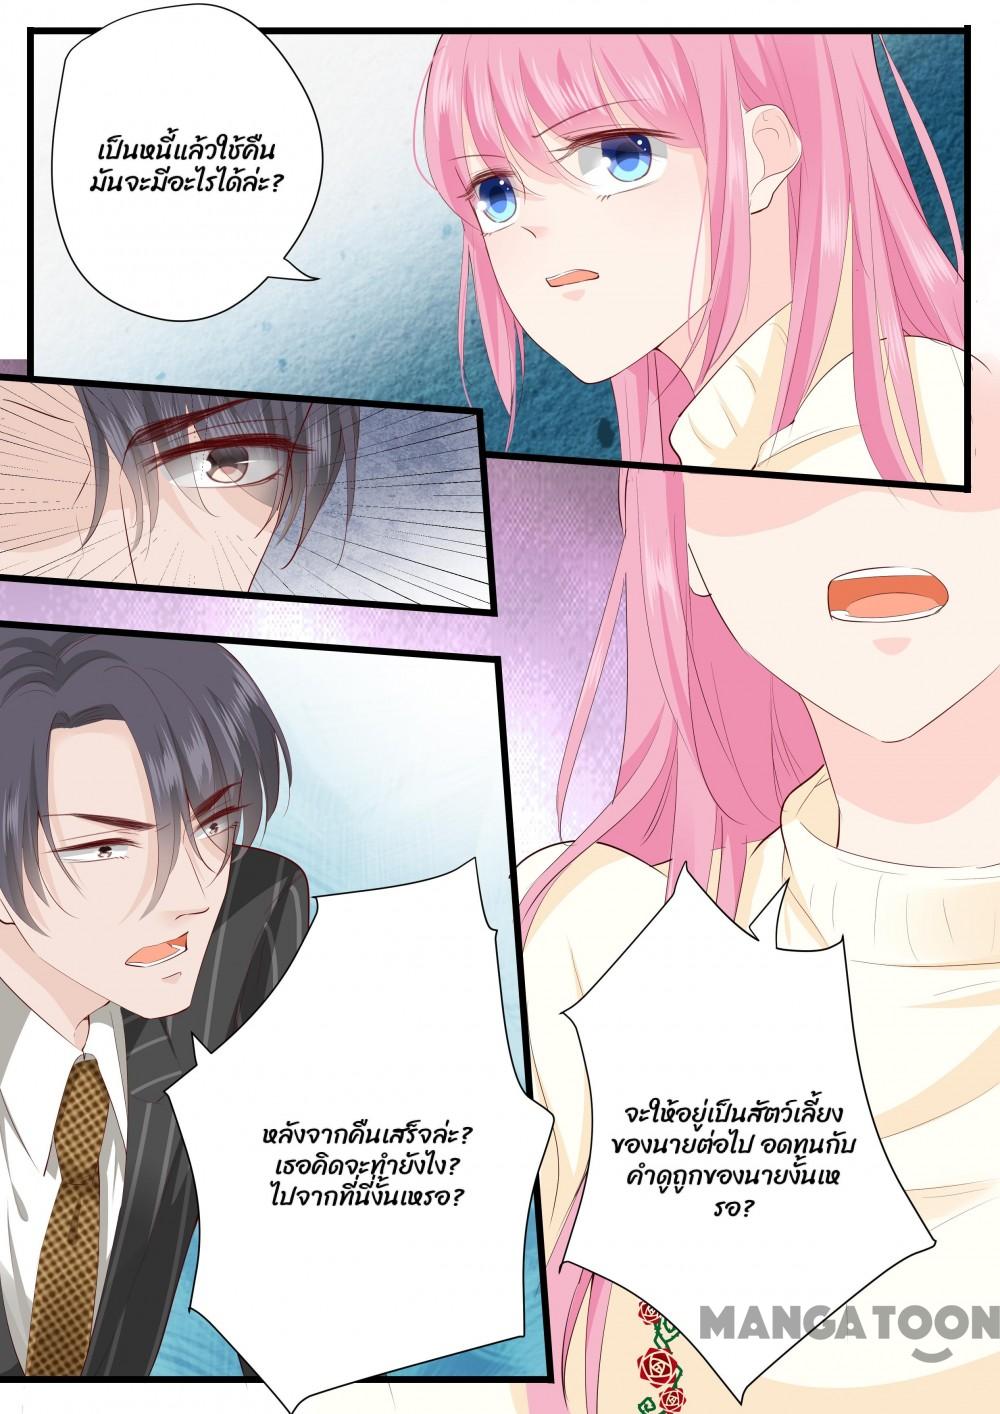 เป็นหนี้แล้วใช้คืน
มันจะมีอะไรได้ล่ะ?
หลังจากคืนเสร็จล่ะ?
เธอคิดจะทำยังไง?
ไปจากที่นี่งั้นเหรอ?
จะให้อยู่เป็นสัตว์เลี้ยง
ของนายต่อไป อดทนกับ
คำดูถูกของนายงั้นเห
รอ?
MANGATOON